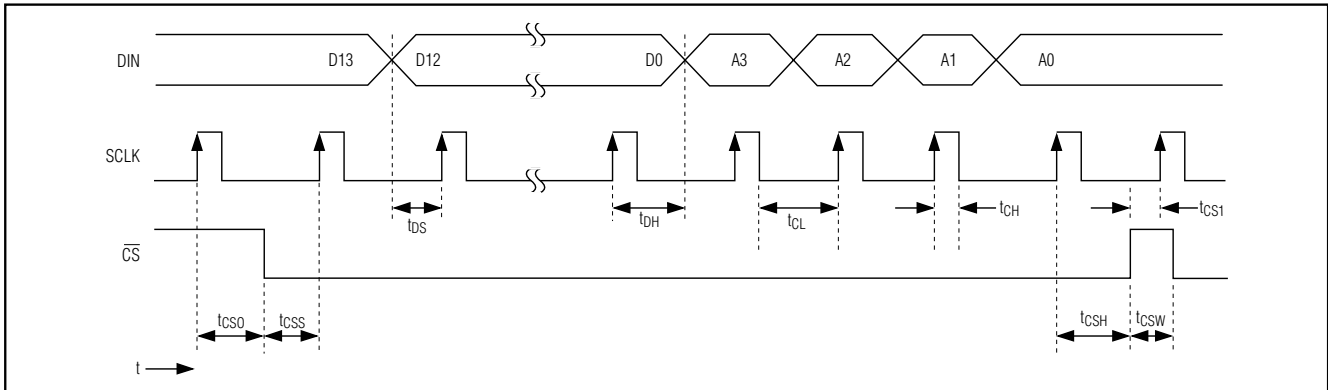 DIN D13 D12 D0 A3 A2 A1 A0
SCLK
tDS tDH tCL tCH tCS1
CS
tCSO tCSS tCSH tCSW
t